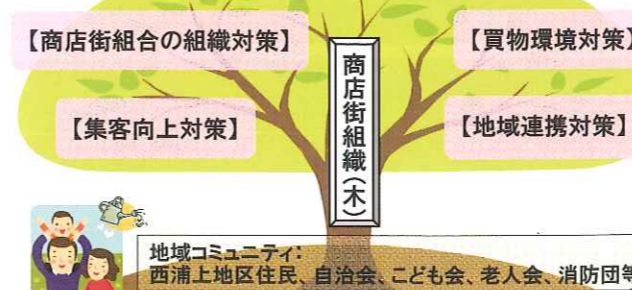 【商店街組合の組織対策】
【買物環境対策】
【集客向上対策】
【地域連携対策】
商店街組織(木)
地域コミュニティ:
西浦上地区住民、自治会、こども会、老人会、消防団等